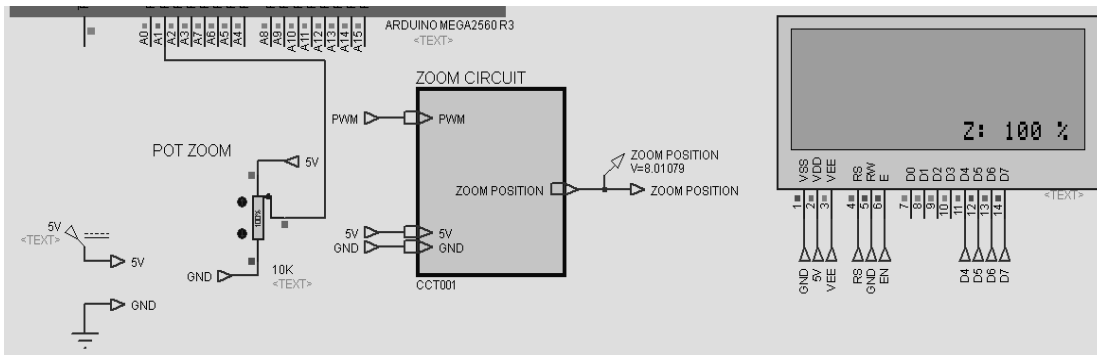 ARDUINO MEGA2560 R3
<TEXT>
A0
A1
A2
A3
A5
A6
A4
A8
A9
A10
A11
A12
A13
A14
A15
ZOOM CIRCUIT
PWM
PWM
POT ZOOM
5V
100%
ZOOM POSITION
V=8.01079
ZOOM POSITION
ZOOM POSITION
5V
<TEXT>
5V
5V
5V
GND
GND
GND
10K
<TEXT>
GND
CCT001
Z: 100 %
VSS
VDD
VEE
RS
RW
E
D0
D1
D2
D3
D4
D5
D6
D7
<TEXT>
1
2
3
4
5
6
7
8
9
10
11
12
13
14
GND
5V
VEE
RS
GND
EN
D4
D5
D6
D7